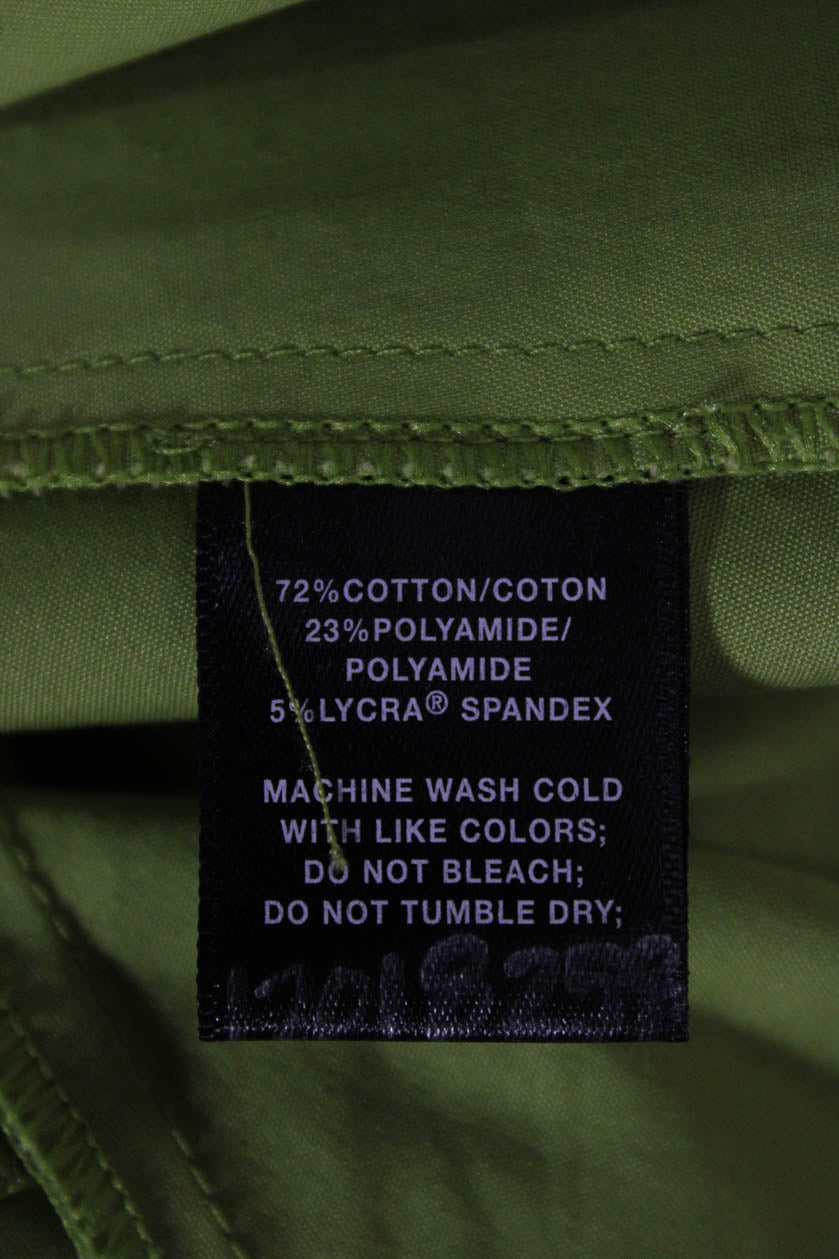 72%COTTON/COTON
23%POLYAMIDE/
POLYAMIDE
5%LYCRA® SPANDEX
MACHINE WASH COLD
WITH LIKE COLORS;
DO NOT BLEACH;
DO NOT TUMBLE DRY;